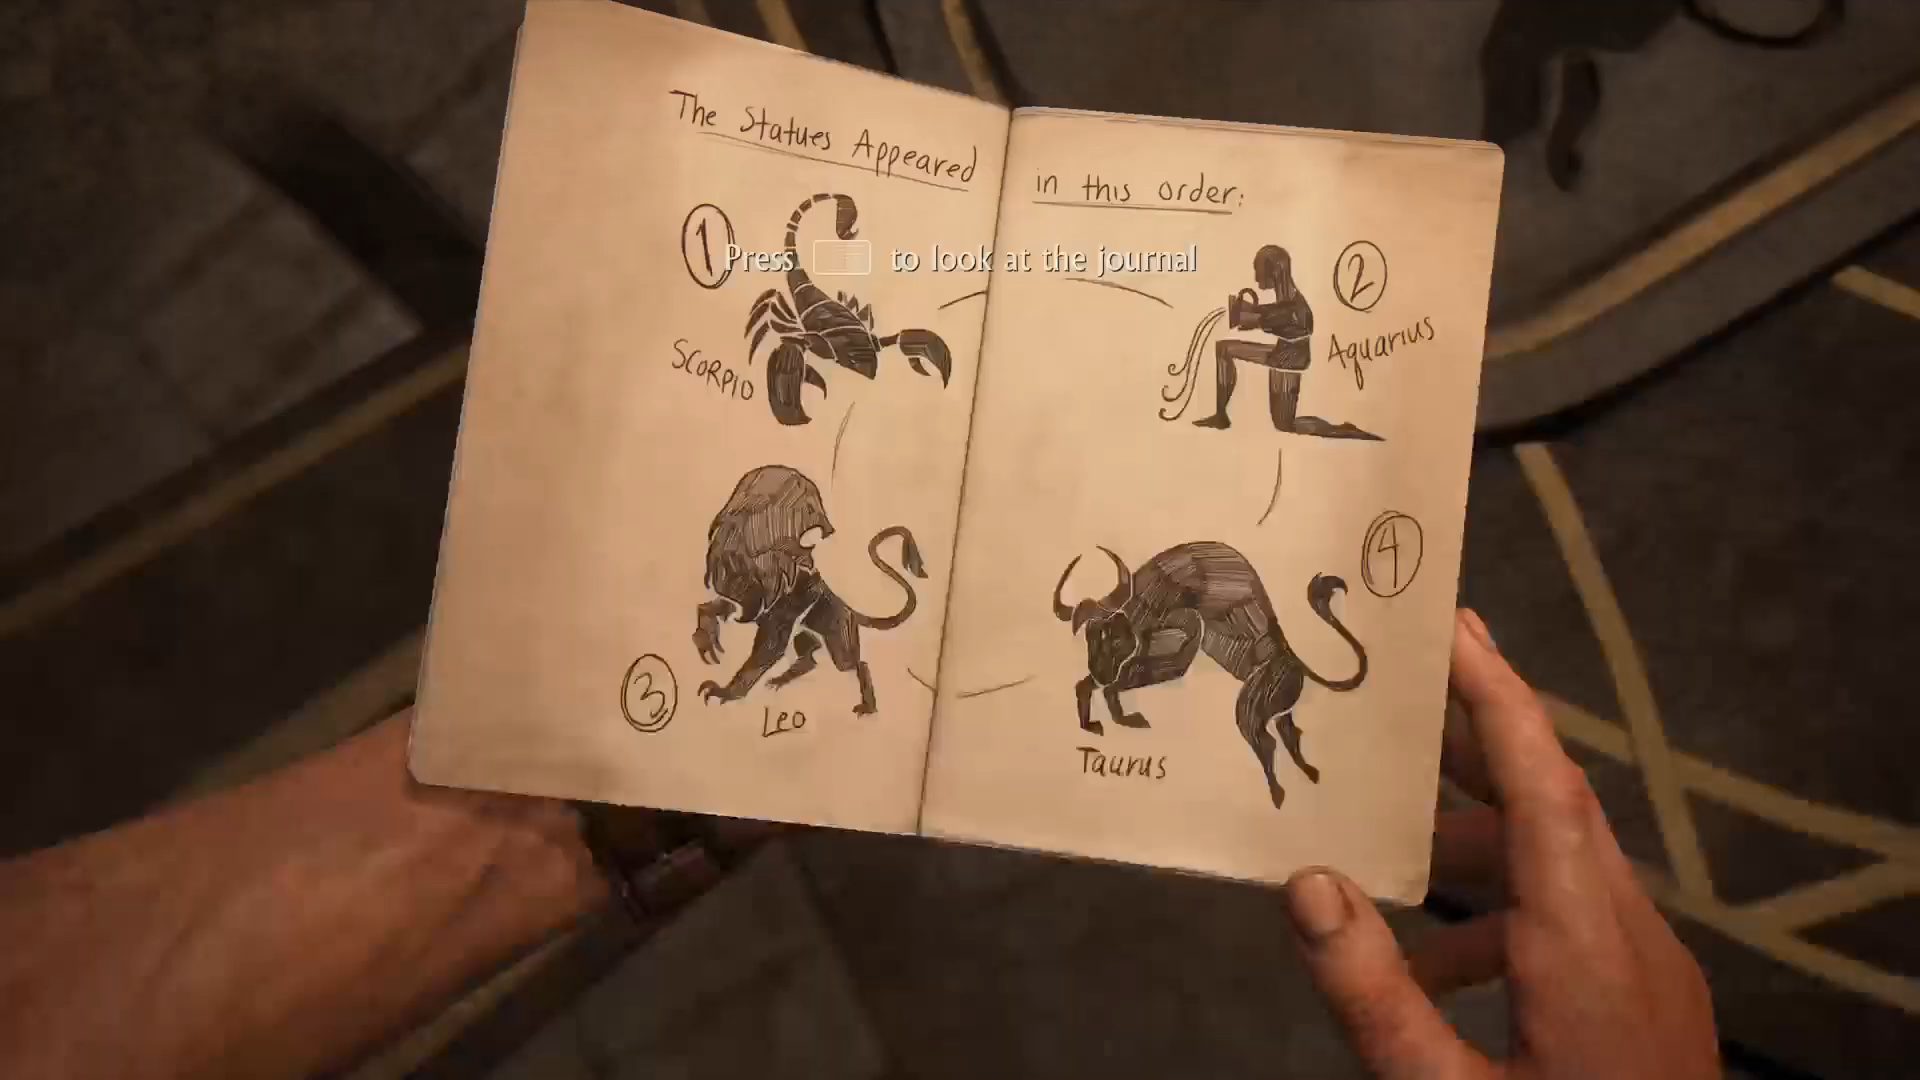 The Statues Appeared
in this order:
1
Press to look at the journal
2
SCORPIO
Aquarius
3
Leo
4
Taurus